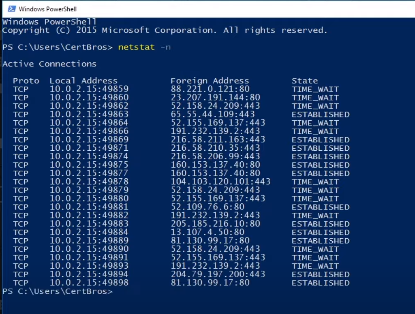 Windows PowerShell
Windows PowerShell
Copyright (C) 2015 Microsoft Corporation. All rights reserved.
PS C:\Users\CertBros> netstat -n
Active Connections
Proto Local Address Foreign Address State
TCP 10.0.2.15:49859 88.221.0.121:80 TIME_WAIT
TCP 10.0.2.15:49860 23.207.191.144:80 TIME_WAIT
TCP 10.0.2.15:49862 52.158.24.209:443 TIME_WAIT
TCP 10.0.2.15:49863 65.55.44.109:443 ESTABLISHED
TCP 10.0.2.15:49864 52.155.169.137:443 TIME_WAIT
TCP 10.0.2.15:49866 191.232.139.2:443 TIME_WAIT
TCP 10.0.2.15:49869 216.58.211.163:443 ESTABLISHED
TCP 10.0.2.15:49871 216.58.210.35:443 ESTABLISHED
TCP 10.0.2.15:49874 216.58.206.99:443 ESTABLISHED
TCP 10.0.2.15:49875 160.153.137.40:80 ESTABLISHED
TCP 10.0.2.15:49877 160.153.137.40:80 ESTABLISHED
TCP 10.0.2.15:49878 104.103.120.101:443 TIME_WAIT
TCP 10.0.2.15:49879 52.158.24.209:443 TIME_WAIT
TCP 10.0.2.15:49880 52.155.169.137:443 TIME_WAIT
TCP 10.0.2.15:49881 52.109.76.6:80 ESTABLISHED
TCP 10.0.2.15:49882 191.232.139.2:443 TIME_WAIT
TCP 10.0.2.15:49883 205.185.216.10:80 ESTABLISHED
TCP 10.0.2.15:49884 13.107.4.50:80 ESTABLISHED
TCP 10.0.2.15:49889 81.130.99.17:80 ESTABLISHED
TCP 10.0.2.15:49890 52.158.24.209:443 TIME_WAIT
TCP 10.0.2.15:49891 52.155.169.137:443 TIME_WAIT
TCP 10.0.2.15:49893 191.232.139.2:443 TIME_WAIT
TCP 10.0.2.15:49894 204.79.197.200:443 ESTABLISHED
TCP 10.0.2.15:49898 81.130.99.17:80 ESTABLISHED
PS C:\Users\CertBros>